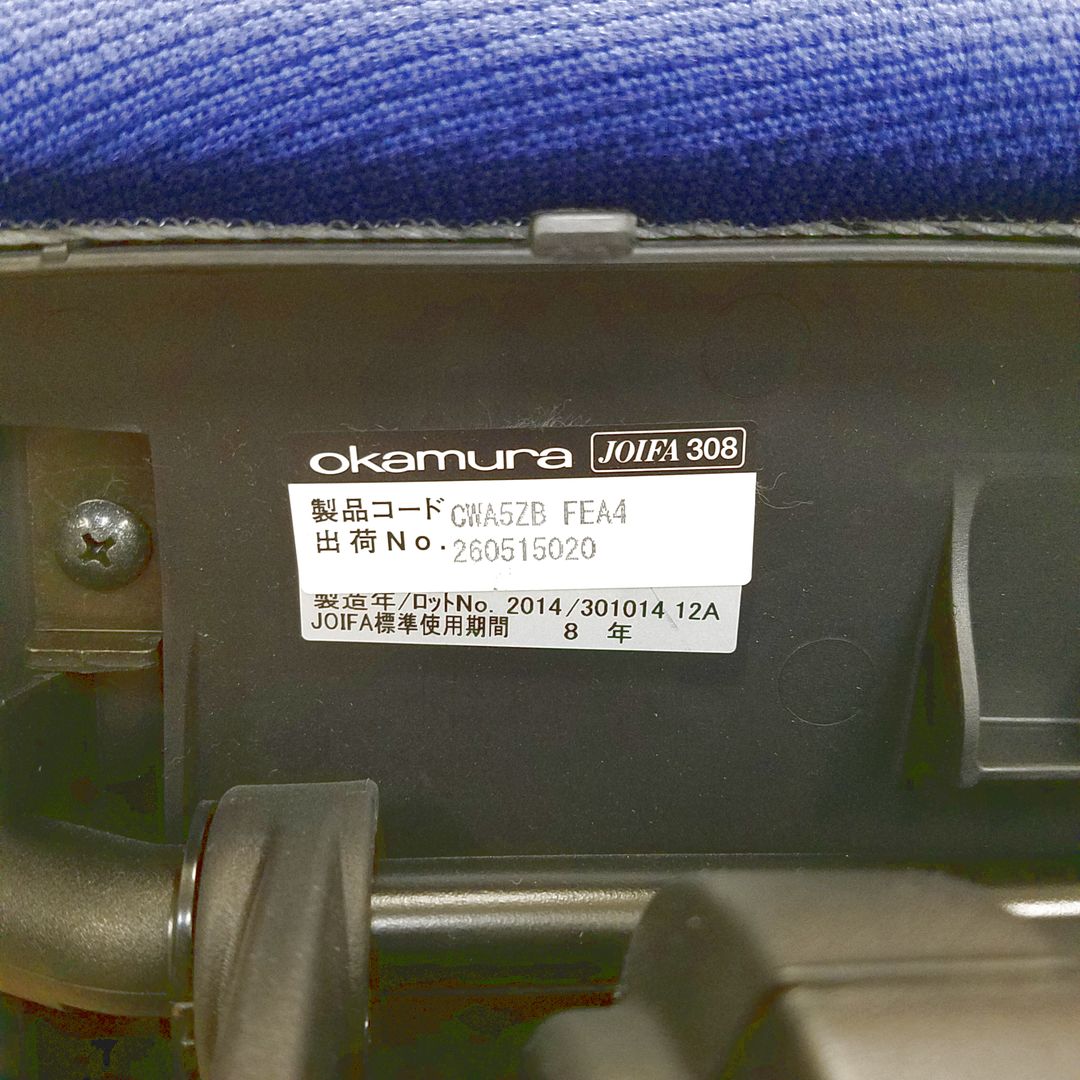 okamura JOIFA 308
製品コード CWA5ZB FEA4
出荷No. 260515020
製造年/ロットNo. 2014/301014 12A
JOIFA標準使用期間 8 年